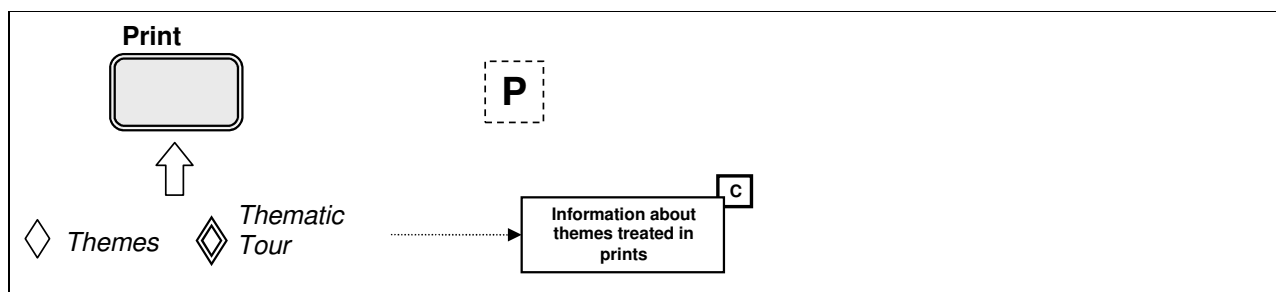 Print
P
C
Information about
themes treated in
prints
Themes
Thematic
Tour